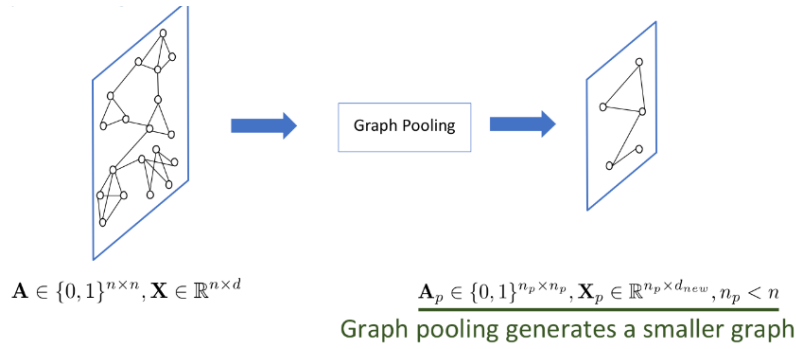 Graph Pooling
𝐀 ∈ {0, 1}^{n×n}, 𝐗 ∈ ℝ^{n×d}
𝐀_p ∈ {0, 1}^{n_p×n_p}, 𝐗_p ∈ ℝ^{n_p×d_{new}}, n_p < n
Graph pooling generates a smaller graph